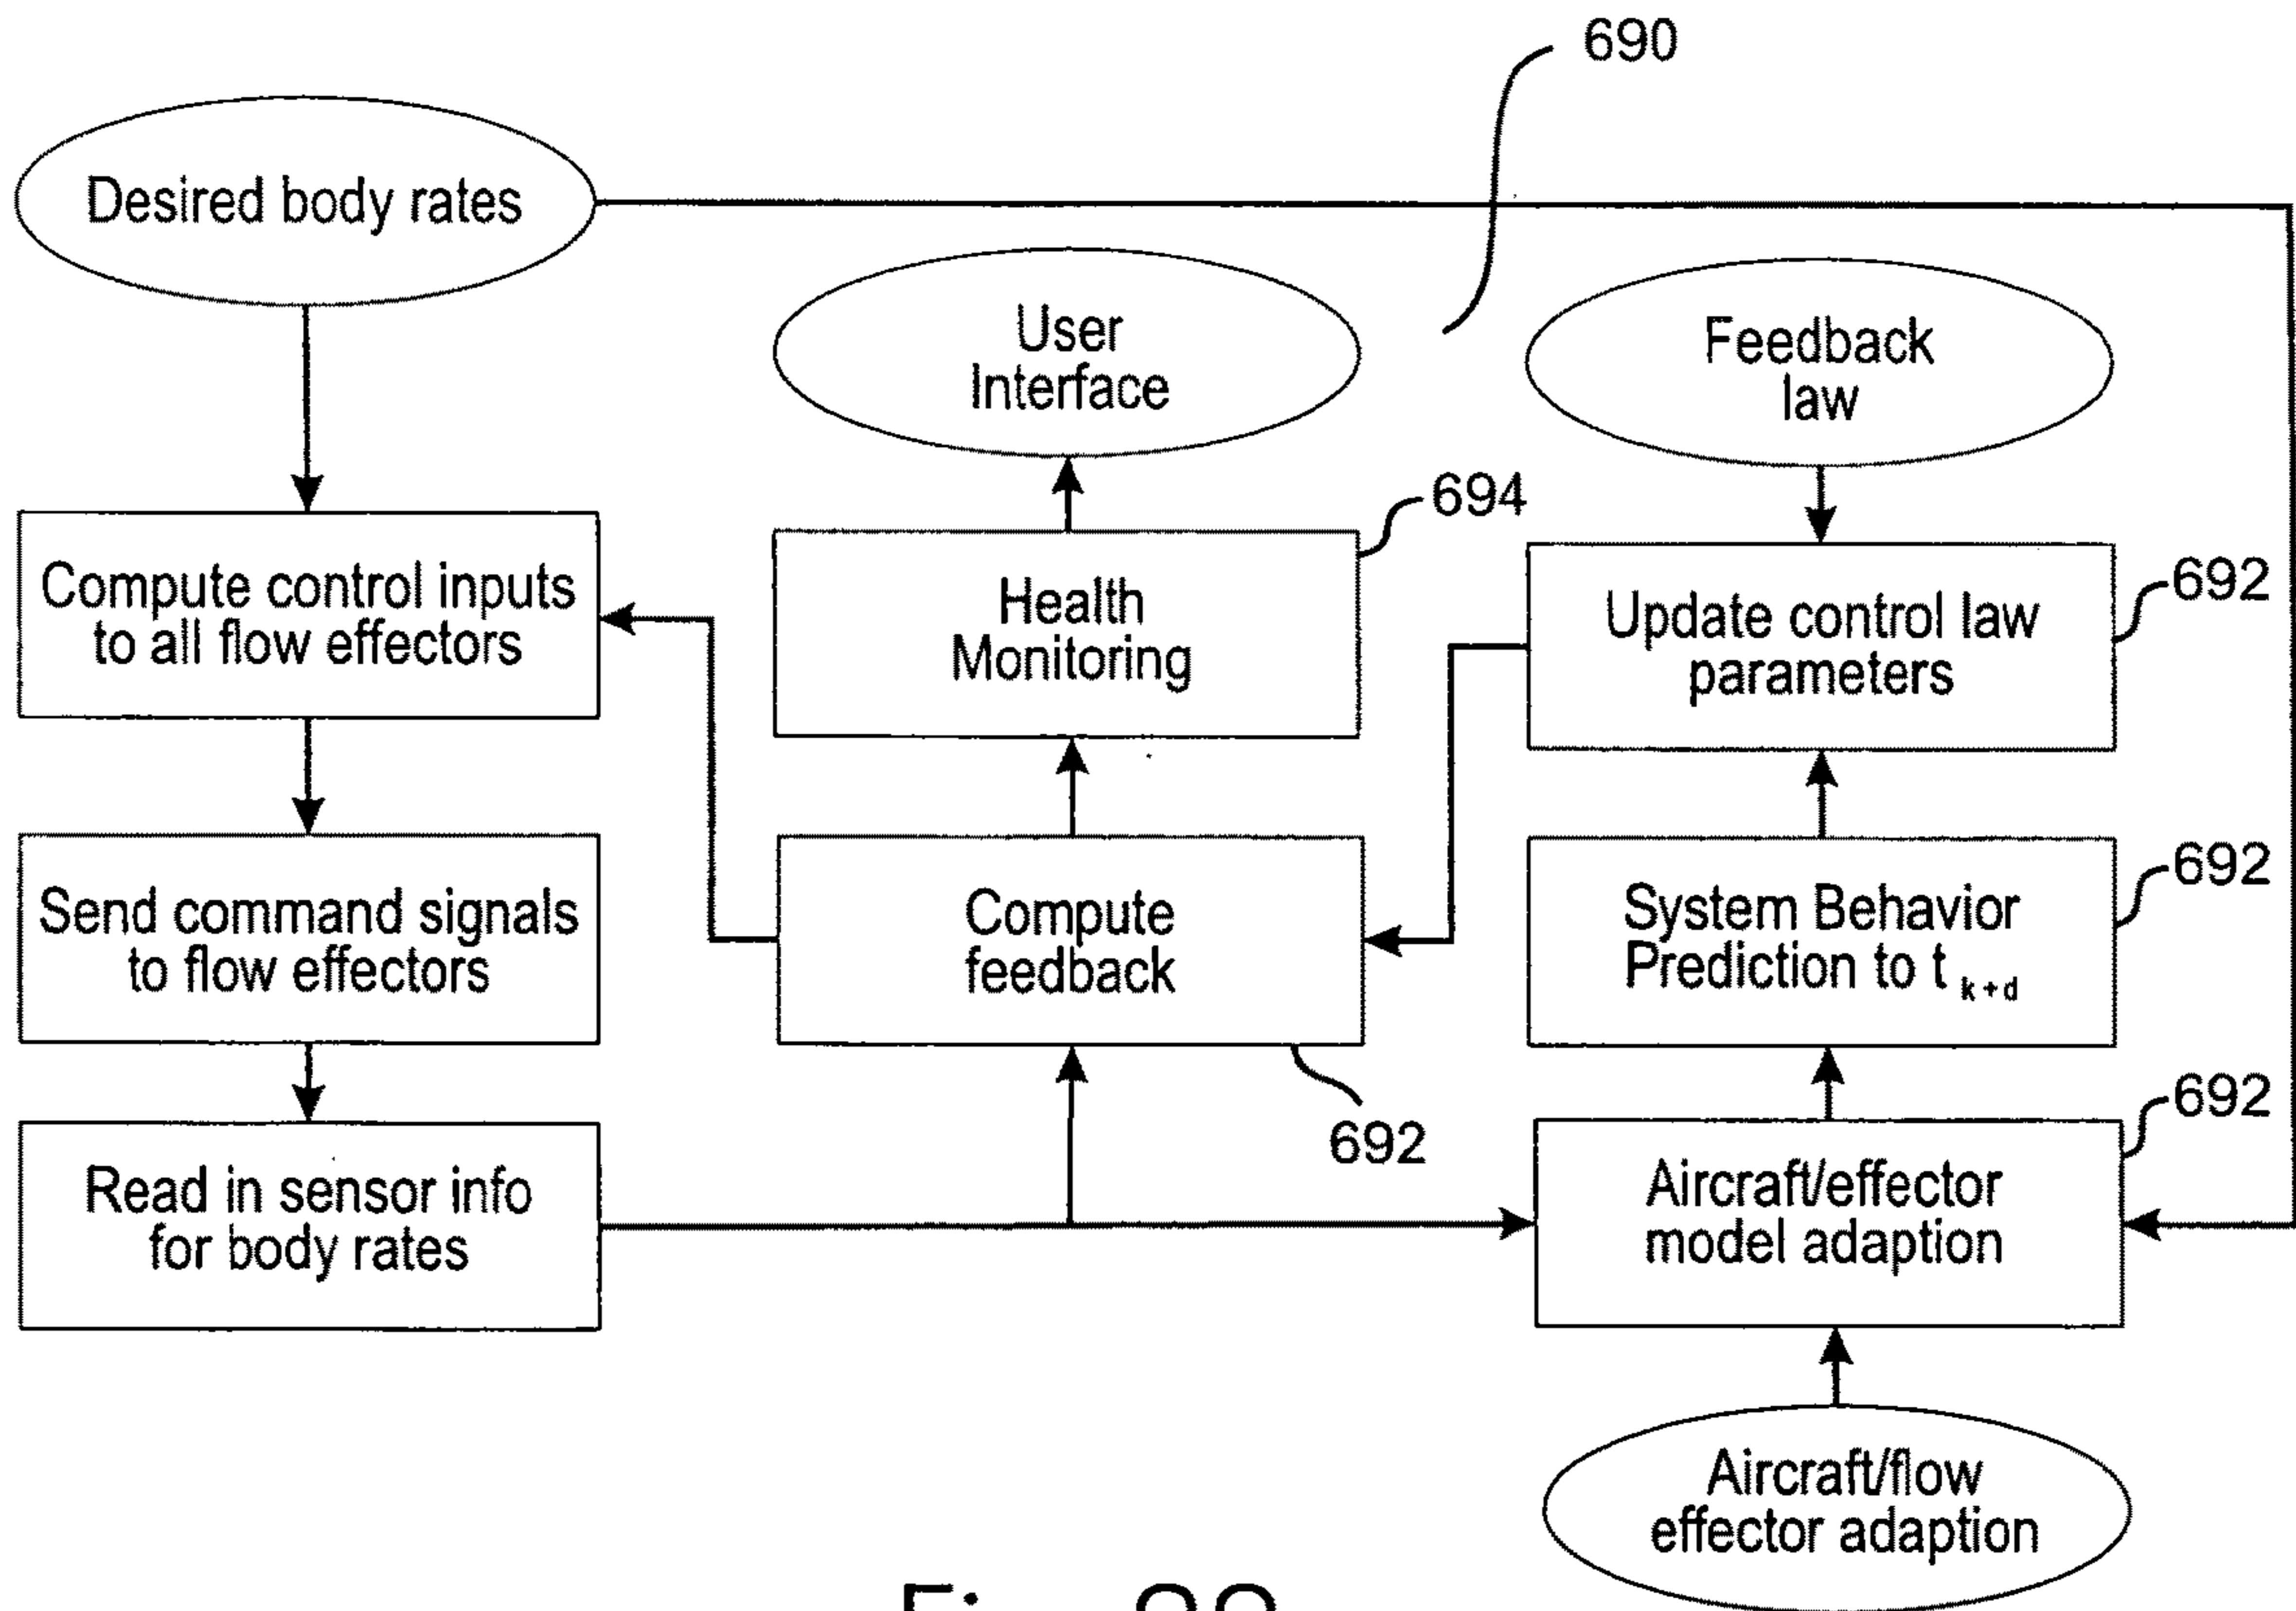 690
Desired body rates
User
Interface
Feedback
law
694
Compute control inputs
to all flow effectors
Health
Monitoring
Update control law
parameters
692
Send command signals
to flow effectors
Compute
feedback
System Behavior
Prediction to t k+d
692
Read in sensor info
for body rates
692
Aircraft/effector
model adaption
692
Aircraft/flow
effector adaption